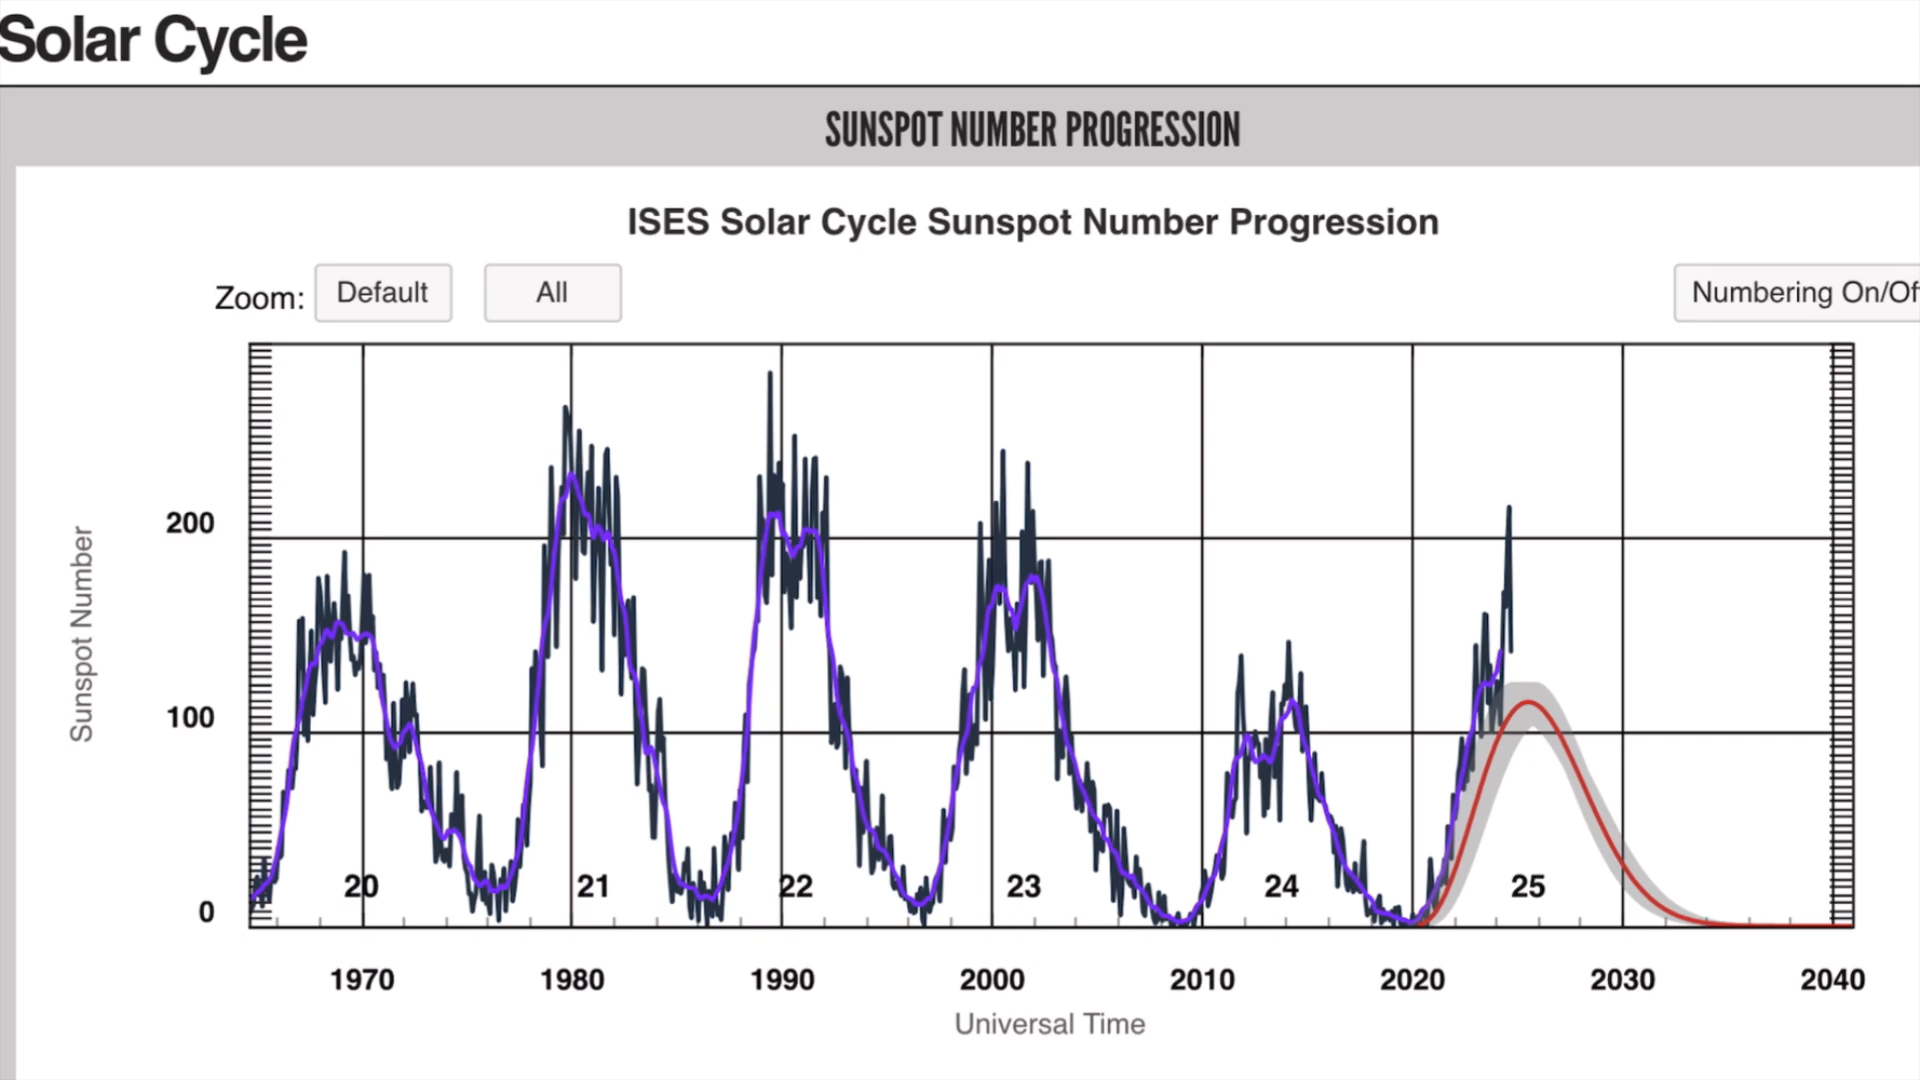 Solar Cycle
SUNSPOT NUMBER PROGRESSION
ISES Solar Cycle Sunspot Number Progression
Zoom: Default All Numbering On/Of
200
100
0
Sunspot Number
20 21 22 23 24 25
1970 1980 1990 2000 2010 2020 2030 2040
Universal Time